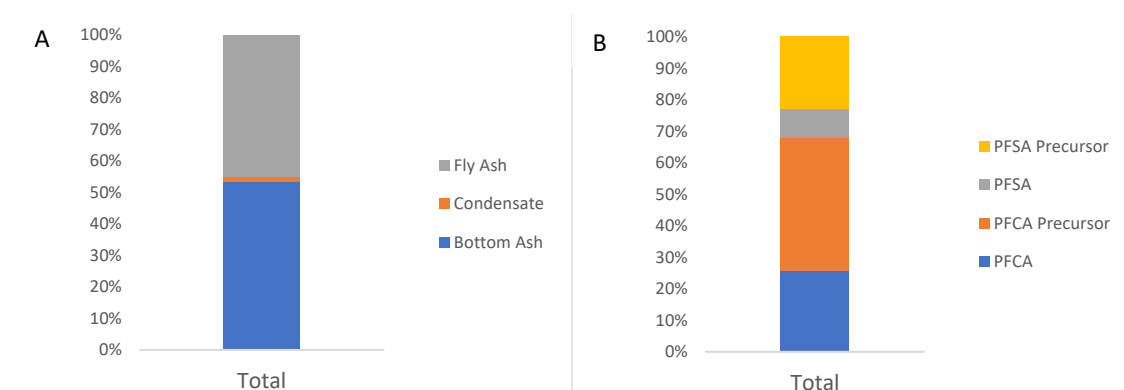 A
100%
90%
80%
70%
60%
50%
40%
30%
20%
10%
0%
Total
Fly Ash
Condensate
Bottom Ash
B
100%
90%
80%
70%
60%
50%
40%
30%
20%
10%
0%
Total
PFSA Precursor
PFSA
PFCA Precursor
PFCA